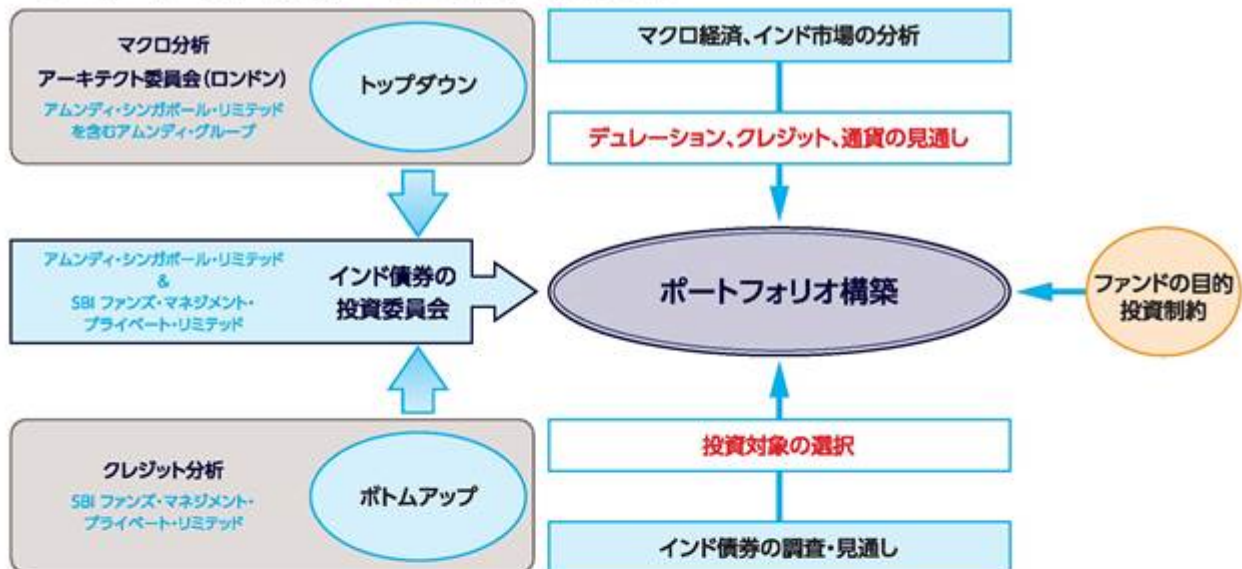 マクロ分析
アーキテクト委員会(ロンドン)
アムンディ・シンガポール・リミテッド
を含むアムンディ・グループ
トップダウン
マクロ経済、インド市場の分析
デュレーション、クレジット、通貨の見通し
アムンディ・シンガポール・リミテッド
&
SBI ファンズ・マネジメント・
プライベート・リミテッド
インド債券の
投資委員会
ポートフォリオ構築
ファンドの目的
投資制約
クレジット分析
SBI ファンズ・マネジメント・
プライベート・リミテッド
ボトムアップ
投資対象の選択
インド債券の調査・見通し